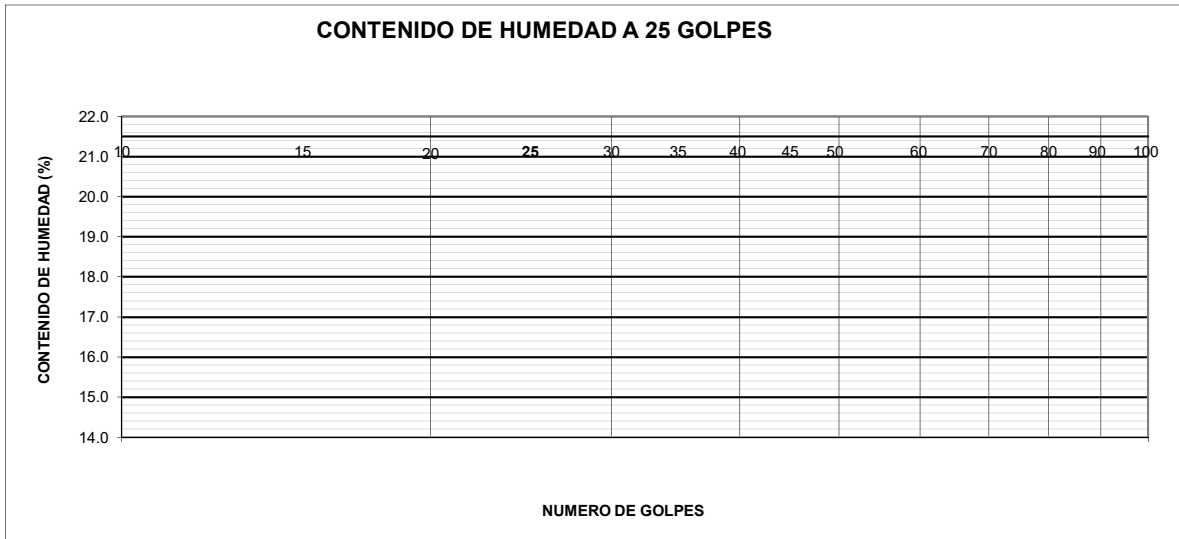 CONTENIDO DE HUMEDAD A 25 GOLPES
CONTENIDO DE HUMEDAD (%)
22.0
21.0
20.0
19.0
18.0
17.0
16.0
15.0
14.0
10 15 20 25 30 35 40 45 50 60 70 80 90 100
NUMERO DE GOLPES